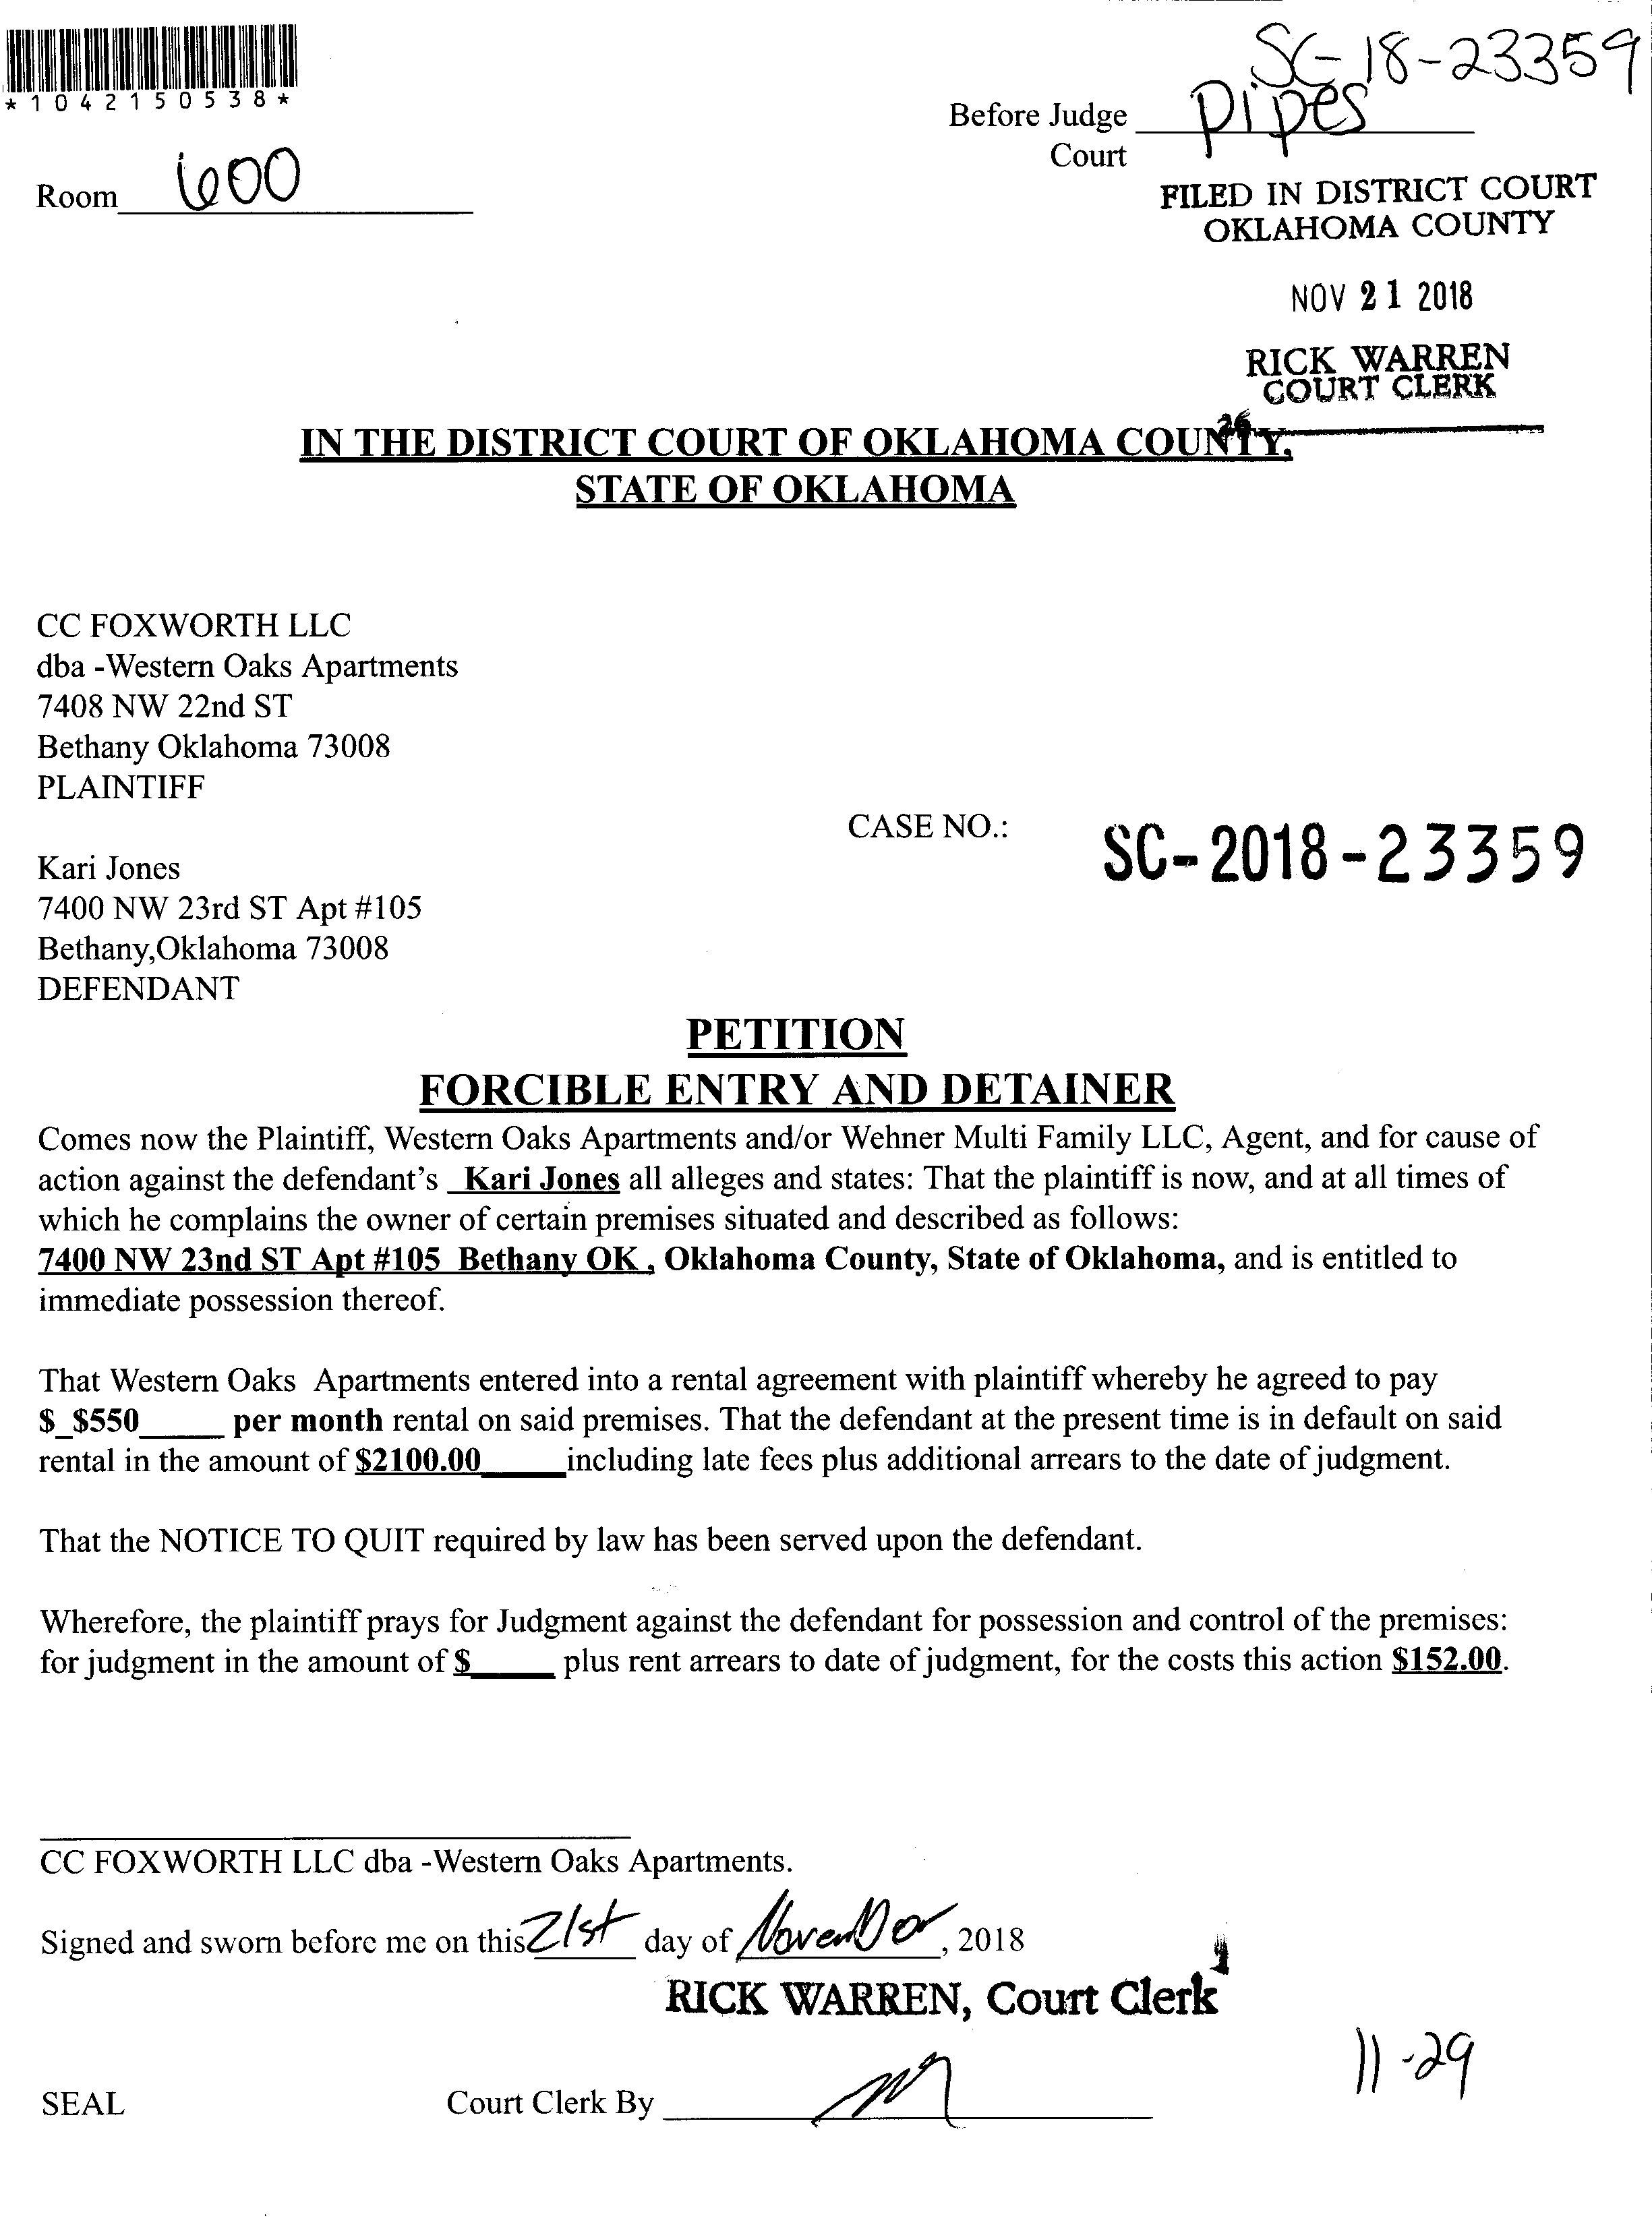 SC-18-23359
*1042150538*
Before Judge Pipes
Court
Room 600
FILED IN DISTRICT COURT
OKLAHOMA COUNTY
NOV 21 2018
RICK WARREN
COURT CLERK
26
IN THE DISTRICT COURT OF OKLAHOMA COUNTY,
STATE OF OKLAHOMA
CC FOXWORTH LLC
dba -Western Oaks Apartments
7408 NW 22nd ST
Bethany Oklahoma 73008
PLAINTIFF
CASE NO.: SC-2018-23359
Kari Jones
7400 NW 23rd ST Apt #105
Bethany,Oklahoma 73008
DEFENDANT
PETITION
FORCIBLE ENTRY AND DETAINER
Comes now the Plaintiff, Western Oaks Apartments and/or Wehner Multi Family LLC, Agent, and for cause of
action against the defendant's _Kari Jones all alleges and states: That the plaintiff is now, and at all times of
which he complains the owner of certain premises situated and described as follows:
7400 NW 23nd ST Apt #105 Bethany OK , Oklahoma County, State of Oklahoma, and is entitled to
immediate possession thereof.
That Western Oaks Apartments entered into a rental agreement with plaintiff whereby he agreed to pay
$_$550_____ per month rental on said premises. That the defendant at the present time is in default on said
rental in the amount of $2100.00_____including late fees plus additional arrears to the date of judgment.
That the NOTICE TO QUIT required by law has been served upon the defendant.
Wherefore, the plaintiff prays for Judgment against the defendant for possession and control of the premises:
for judgment in the amount of $_____ plus rent arrears to date of judgment, for the costs this action $152.00.
CC FOXWORTH LLC dba -Western Oaks Apartments.
Signed and sworn before me on this 21st day of November, 2018
RICK WARREN, Court Clerk
11-29
SEAL Court Clerk By